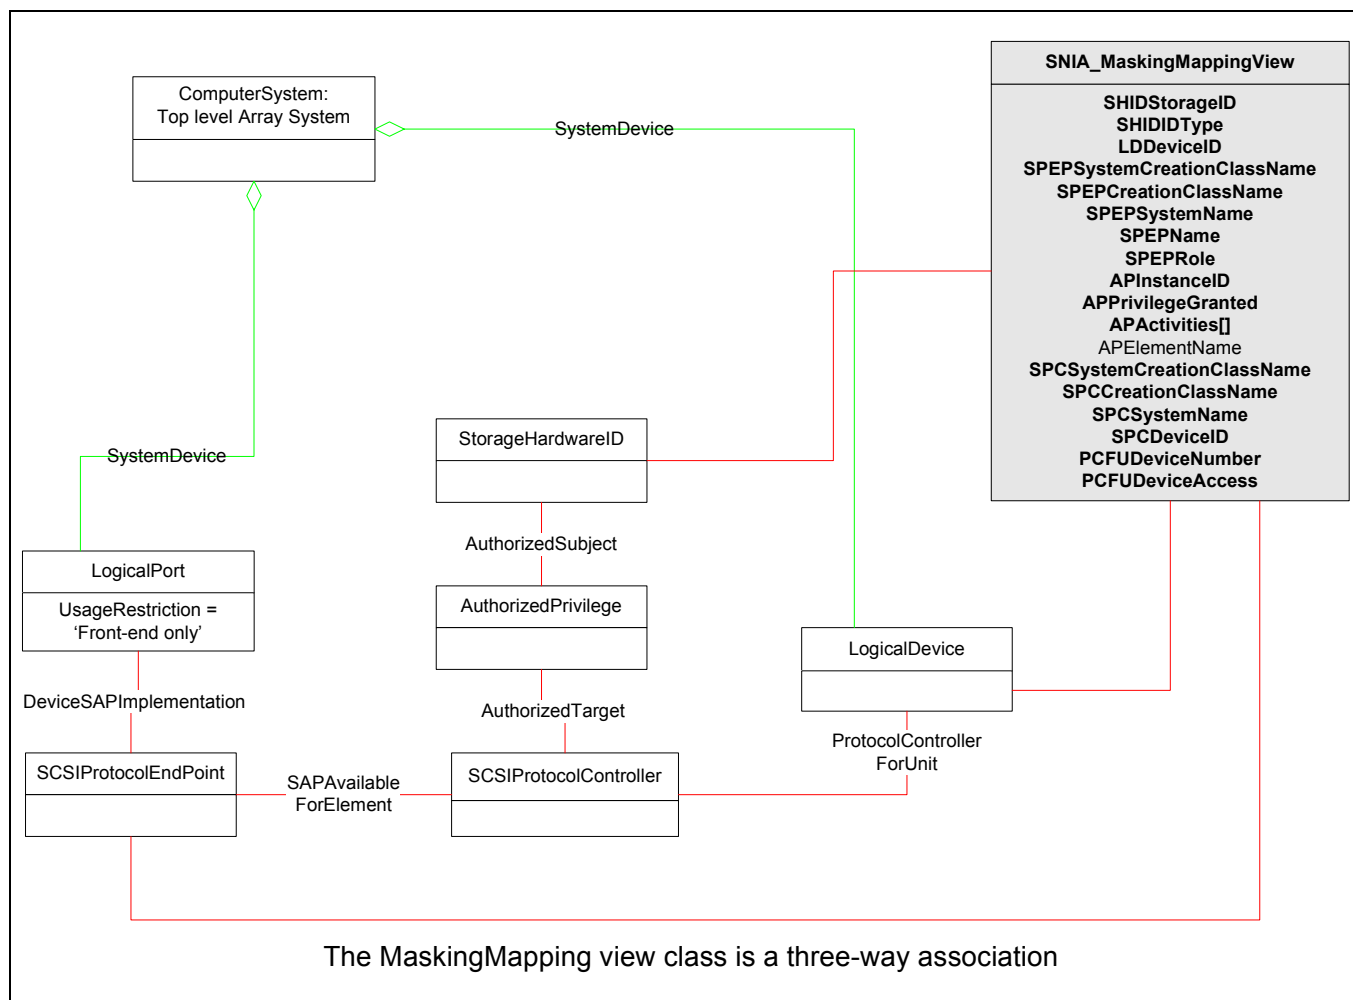 SNIA_MaskingMappingView
SHIDStorageID
SHIDIDType
LDDeviceID
SPEPSystemCreationClassName
SPEPCreationClassName
SPEPSystemName
SPEPName
SPEPRole
APInstanceID
APPrivilegeGranted
APActivities[]
APElementName
SPCSystemCreationClassName
SPCCreationClassName
SPCSystemName
SPCDeviceID
PCFUDeviceNumber
PCFUDeviceAccess
ComputerSystem:
Top level Array System
SystemDevice
SystemDevice
StorageHardwareID
AuthorizedSubject
LogicalPort
UsageRestriction =
‘Front-end only’
AuthorizedPrivilege
LogicalDevice
DeviceSAPImplementation
AuthorizedTarget
ProtocolController
ForUnit
SCSIProtocolEndPoint
SAPAvailable
ForElement
SCSIProtocolController
The MaskingMapping view class is a three-way association